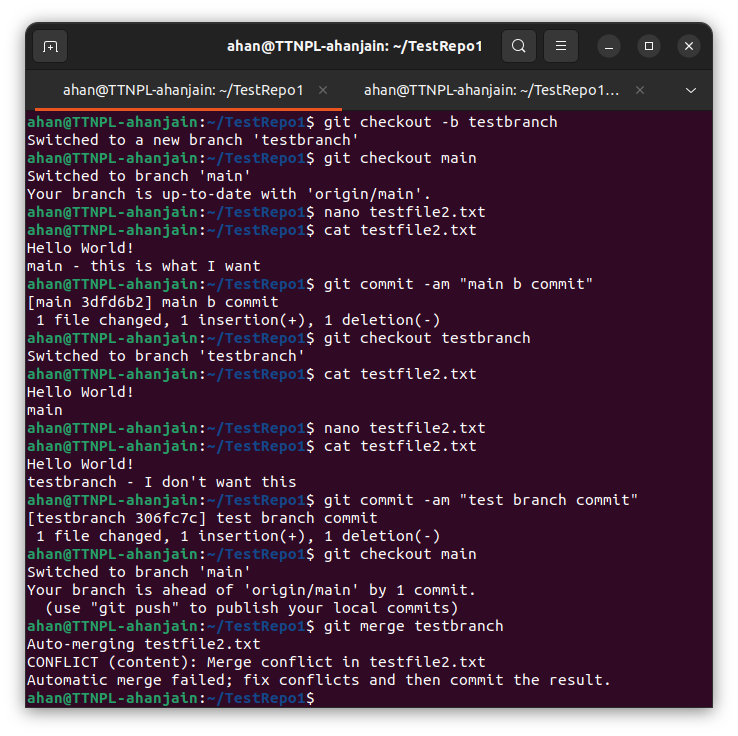 ahan@TTNPL-ahanjain: ~/TestRepo1
ahan@TTNPL-ahanjain: ~/TestRepo1
ahan@TTNPL-ahanjain: ~/TestRepo1...
ahan@TTNPL-ahanjain:~/TestRepo1$ git checkout -b testbranch
Switched to a new branch 'testbranch'
ahan@TTNPL-ahanjain:~/TestRepo1$ git checkout main
Switched to branch 'main'
Your branch is up-to-date with 'origin/main'.
ahan@TTNPL-ahanjain:~/TestRepo1$ nano testfile2.txt
ahan@TTNPL-ahanjain:~/TestRepo1$ cat testfile2.txt
Hello World!
main - this is what I want
ahan@TTNPL-ahanjain:~/TestRepo1$ git commit -am "main b commit"
[main 3dfd6b2] main b commit
 1 file changed, 1 insertion(+), 1 deletion(-)
ahan@TTNPL-ahanjain:~/TestRepo1$ git checkout testbranch
Switched to branch 'testbranch'
ahan@TTNPL-ahanjain:~/TestRepo1$ cat testfile2.txt
Hello World!
main
ahan@TTNPL-ahanjain:~/TestRepo1$ nano testfile2.txt
ahan@TTNPL-ahanjain:~/TestRepo1$ cat testfile2.txt
Hello World!
testbranch - I don't want this
ahan@TTNPL-ahanjain:~/TestRepo1$ git commit -am "test branch commit"
[testbranch 306fc7c] test branch commit
 1 file changed, 1 insertion(+), 1 deletion(-)
ahan@TTNPL-ahanjain:~/TestRepo1$ git checkout main
Switched to branch 'main'
Your branch is ahead of 'origin/main' by 1 commit.
  (use "git push" to publish your local commits)
ahan@TTNPL-ahanjain:~/TestRepo1$ git merge testbranch
Auto-merging testfile2.txt
CONFLICT (content): Merge conflict in testfile2.txt
Automatic merge failed; fix conflicts and then commit the result.
ahan@TTNPL-ahanjain:~/TestRepo1$